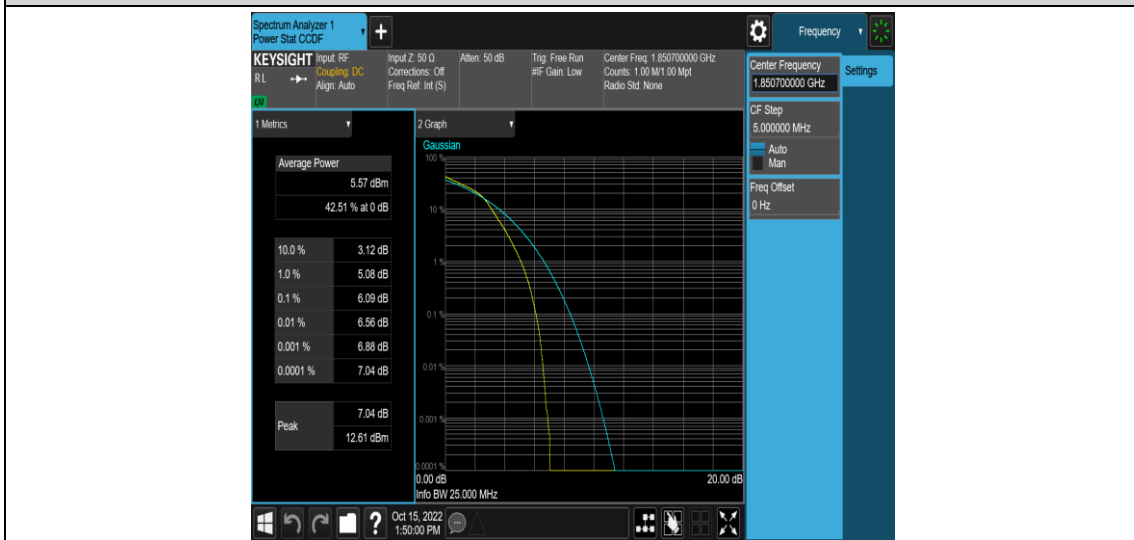 Spectrum Analyzer 1
Power Stat CCDF
+
Frequency
KEYSIGHT
RL
Input: RF
Coupling: DC
Align: Auto
Input Z: 50 Ω
Corrections: Off
Freq Ref: Int (S)
Atten: 50 dB
Trig: Free Run
#IF Gain: Low
Center Freq: 1.850700000 GHz
Counts: 1.00 M/1.00 Mpt
Radio Std: None
Center Frequency
1.850700000 GHz
Settings
CF Step
5.000000 MHz
Auto
Man
Freq Offset
0 Hz
1 Metrics
Average Power
5.57 dBm
42.51 % at 0 dB
10.0 % 3.12 dB
1.0 % 5.08 dB
0.1 % 6.09 dB
0.01 % 6.56 dB
0.001 % 6.88 dB
0.0001 % 7.04 dB
Peak
7.04 dB
12.61 dBm
2 Graph
Gaussian
100 %
10 %
1 %
0.1 %
0.01 %
0.001 %
0.0001 %
0.00 dB
20.00 dB
Info BW 25.000 MHz
?
Oct 15, 2022
1:50:00 PM